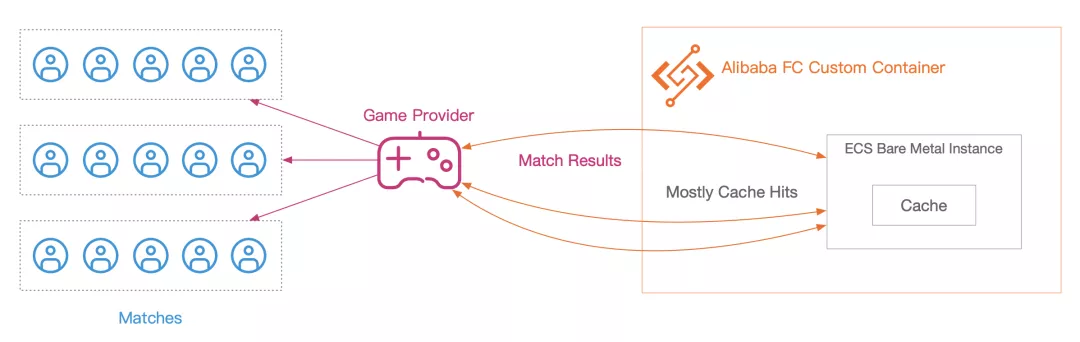 Alibaba FC Custom Container
Game Provider
Match Results
ECS Bare Metal Instance
Mostly Cache Hits
Cache
Matches